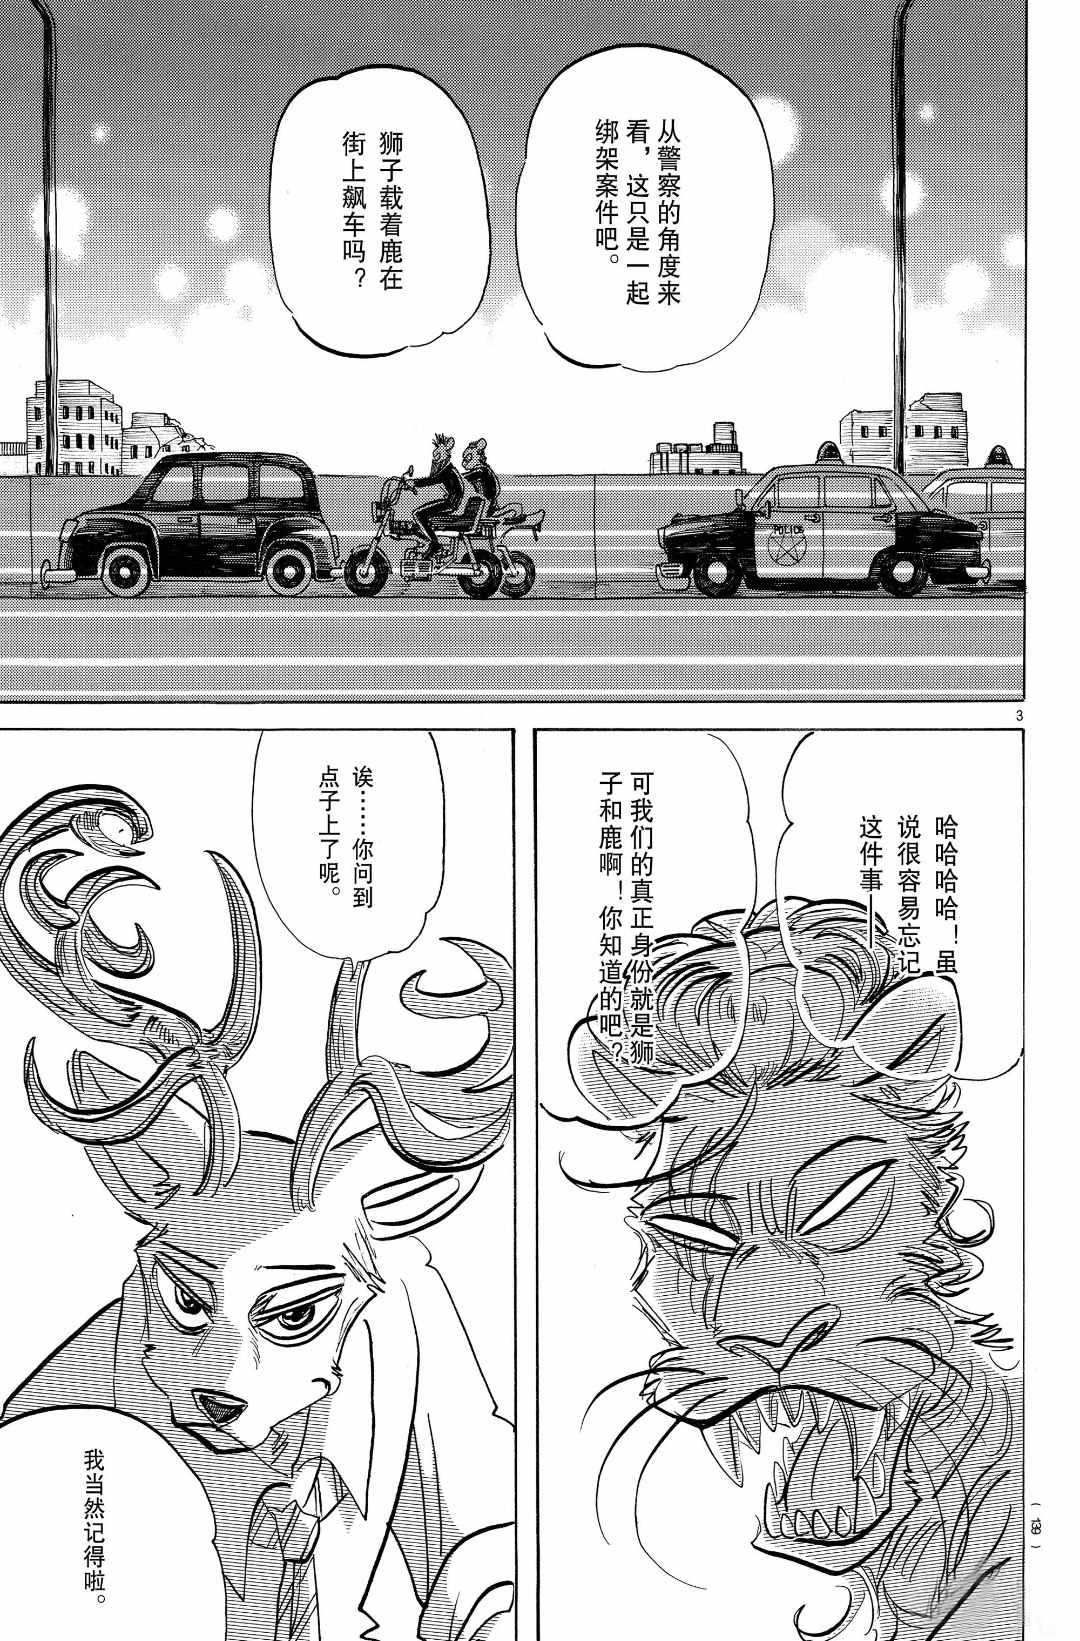 从警察的角度来
看，这只是一起
绑架案件吧。
狮子载着鹿在
街上飙车吗？
POLICE
3
哈哈哈哈！虽
说很容易忘记
这件事—
可我们的真正身份就是狮
子和鹿啊！你知道的吧？
诶……你问到
点子上了呢。
我当然记得啦。
(139)